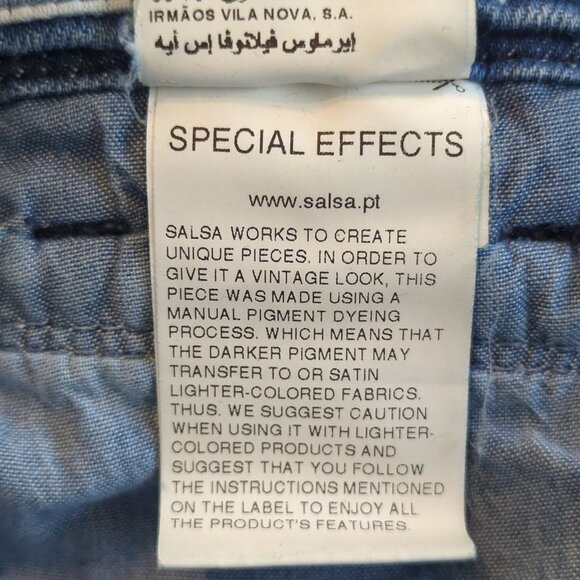 IRMÃOS VILA NOVA, S.A.
إيرملوس فيلانوفا إس أيه
SPECIAL EFFECTS
www.salsa.pt
SALSA WORKS TO CREATE
UNIQUE PIECES. IN ORDER TO
GIVE IT A VINTAGE LOOK, THIS
PIECE WAS MADE USING A
MANUAL PIGMENT DYEING
PROCESS. WHICH MEANS THAT
THE DARKER PIGMENT MAY
TRANSFER TO OR SATIN
LIGHTER-COLORED FABRICS.
THUS. WE SUGGEST CAUTION
WHEN USING IT WITH LIGHTER-
COLORED PRODUCTS AND
SUGGEST THAT YOU FOLLOW
THE INSTRUCTIONS MENTIONED
ON THE LABEL TO ENJOY ALL
THE PRODUCT'S FEATURES.